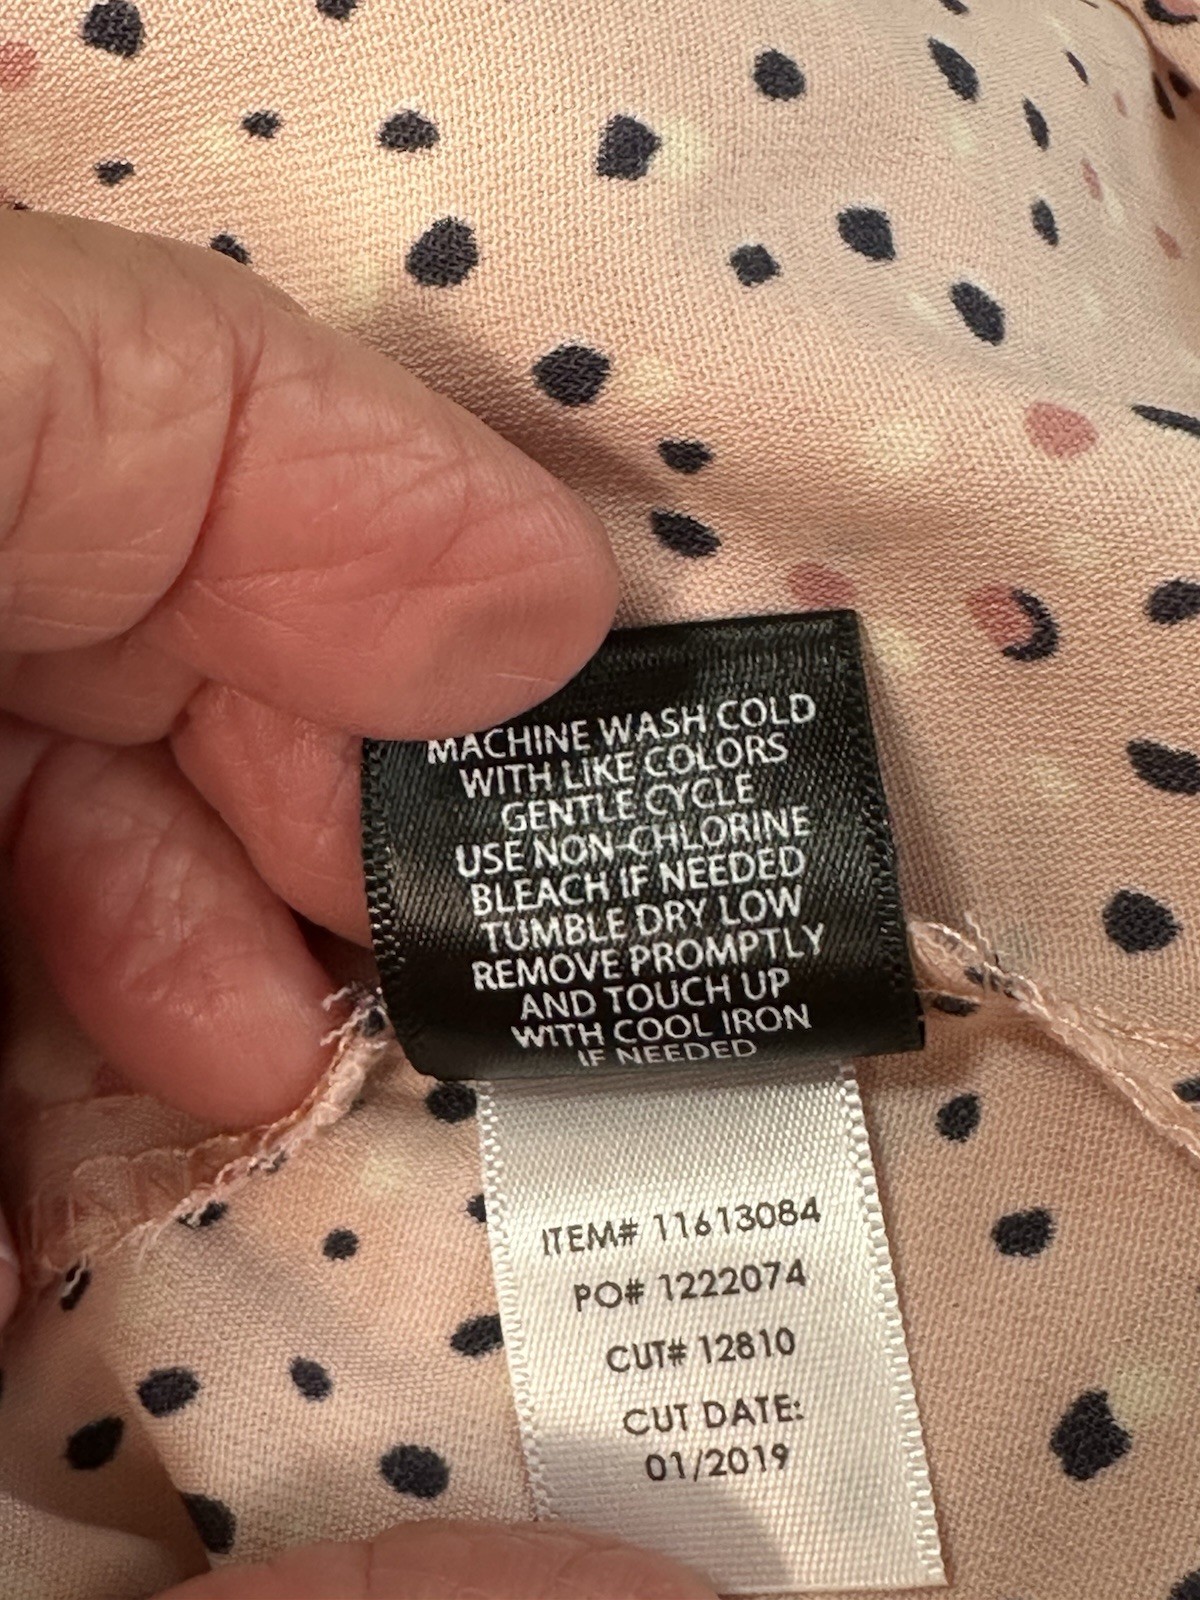 MACHINE WASH COLD
WITH LIKE COLORS
GENTLE CYCLE
USE NON-CHLORINE
BLEACH IF NEEDED
TUMBLE DRY LOW
REMOVE PROMPTLY
AND TOUCH UP
WITH COOL IRON
IF NEEDED
ITEM# 11613084
PO# 1222074
CUT# 12810
CUT DATE:
01/2019